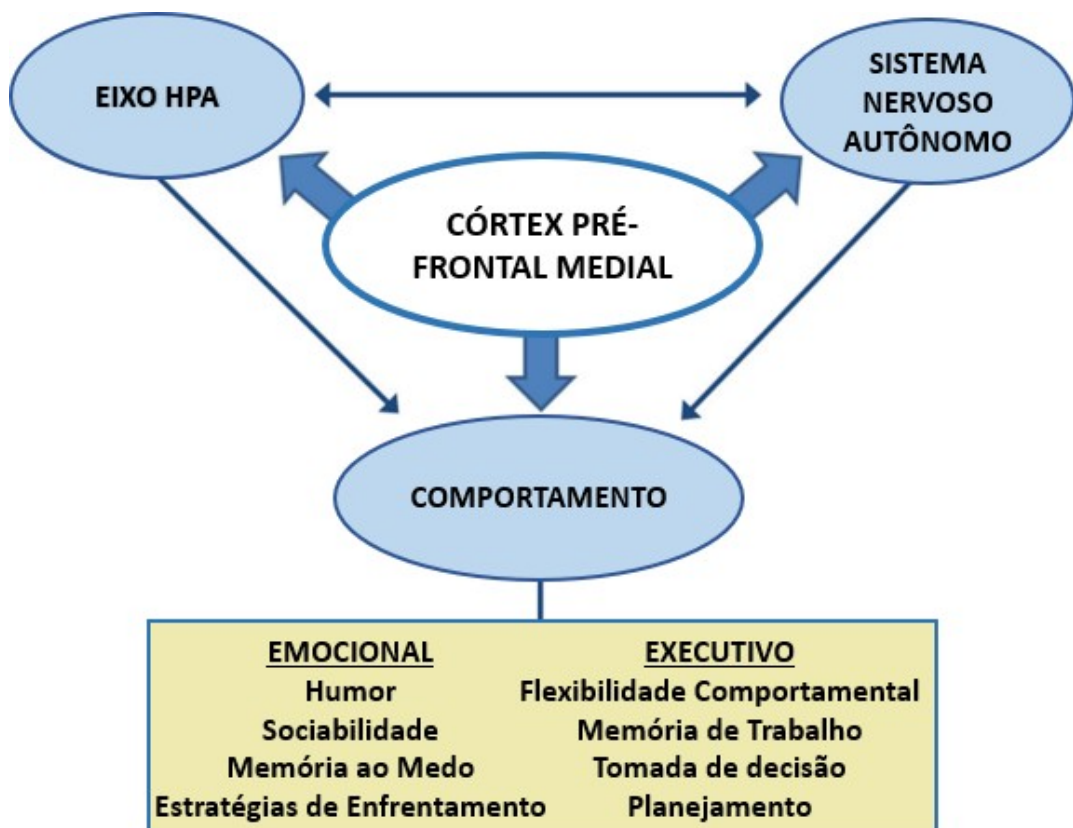 EIXO HPA
SISTEMA
NERVOSO
AUTÔNOMO
CÓRTEX PRÉ-
FRONTAL MEDIAL
COMPORTAMENTO
EMOCIONAL
Humor
Sociabilidade
Memória ao Medo
Estratégias de Enfrentamento
EXECUTIVO
Flexibilidade Comportamental
Memória de Trabalho
Tomada de decisão
Planejamento